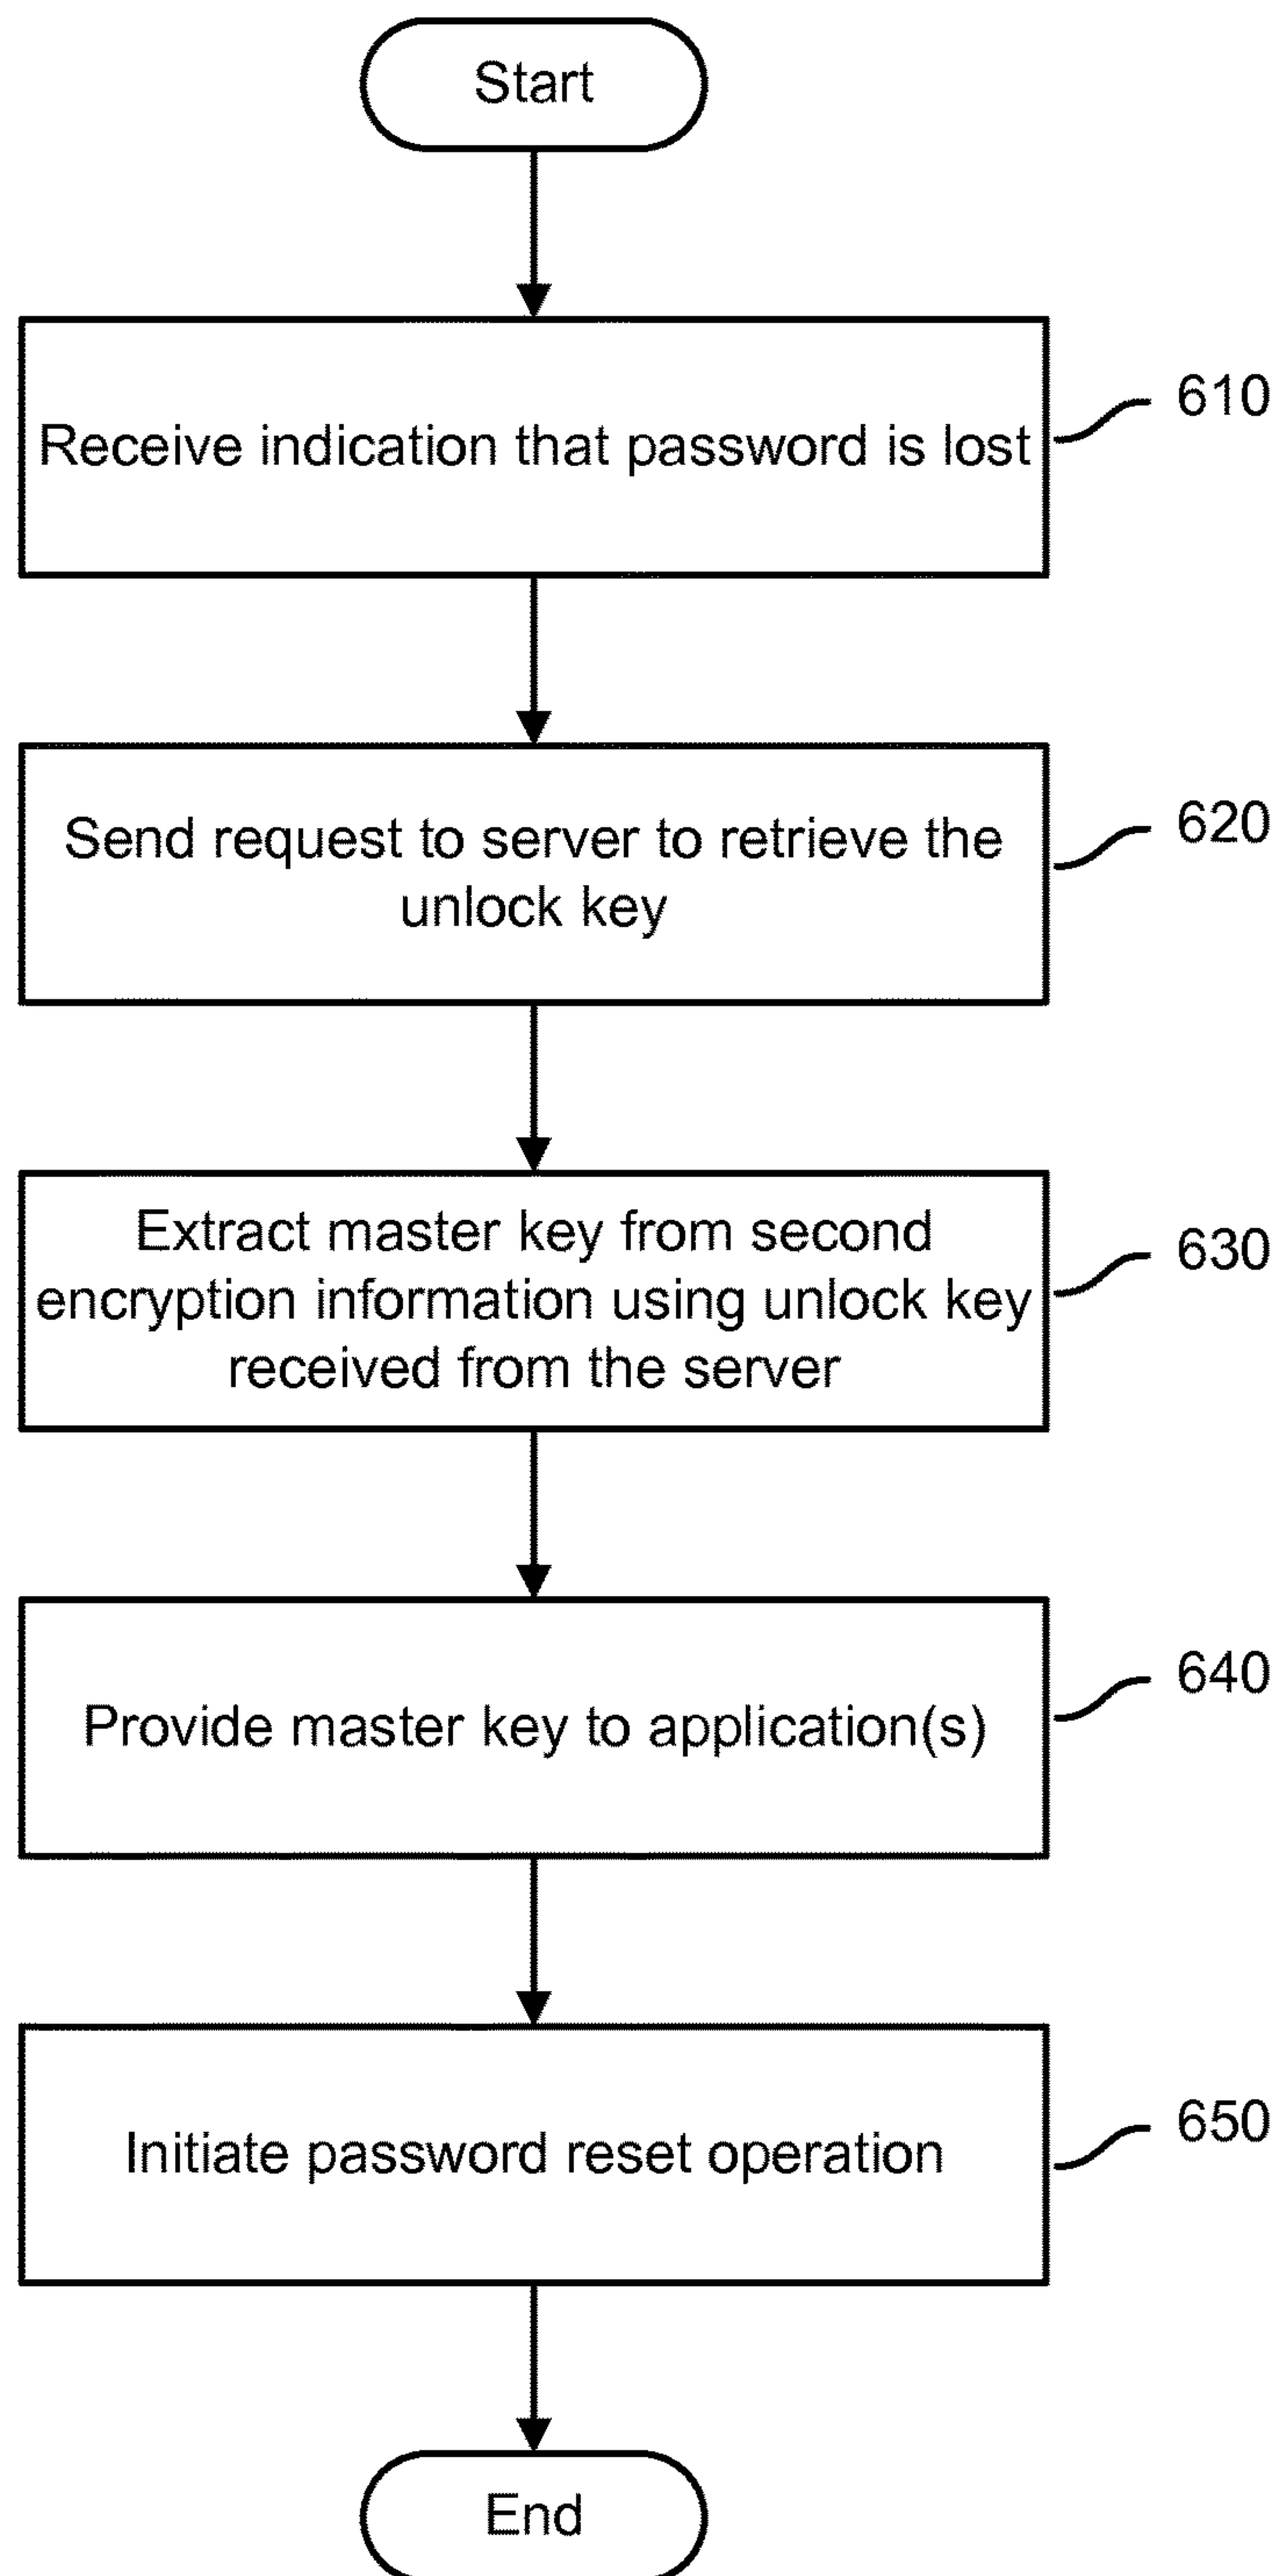 Start
Receive indication that password is lost
610
Send request to server to retrieve the
unlock key
620
Extract master key from second
encryption information using unlock key
received from the server
630
Provide master key to application(s)
640
Initiate password reset operation
650
End